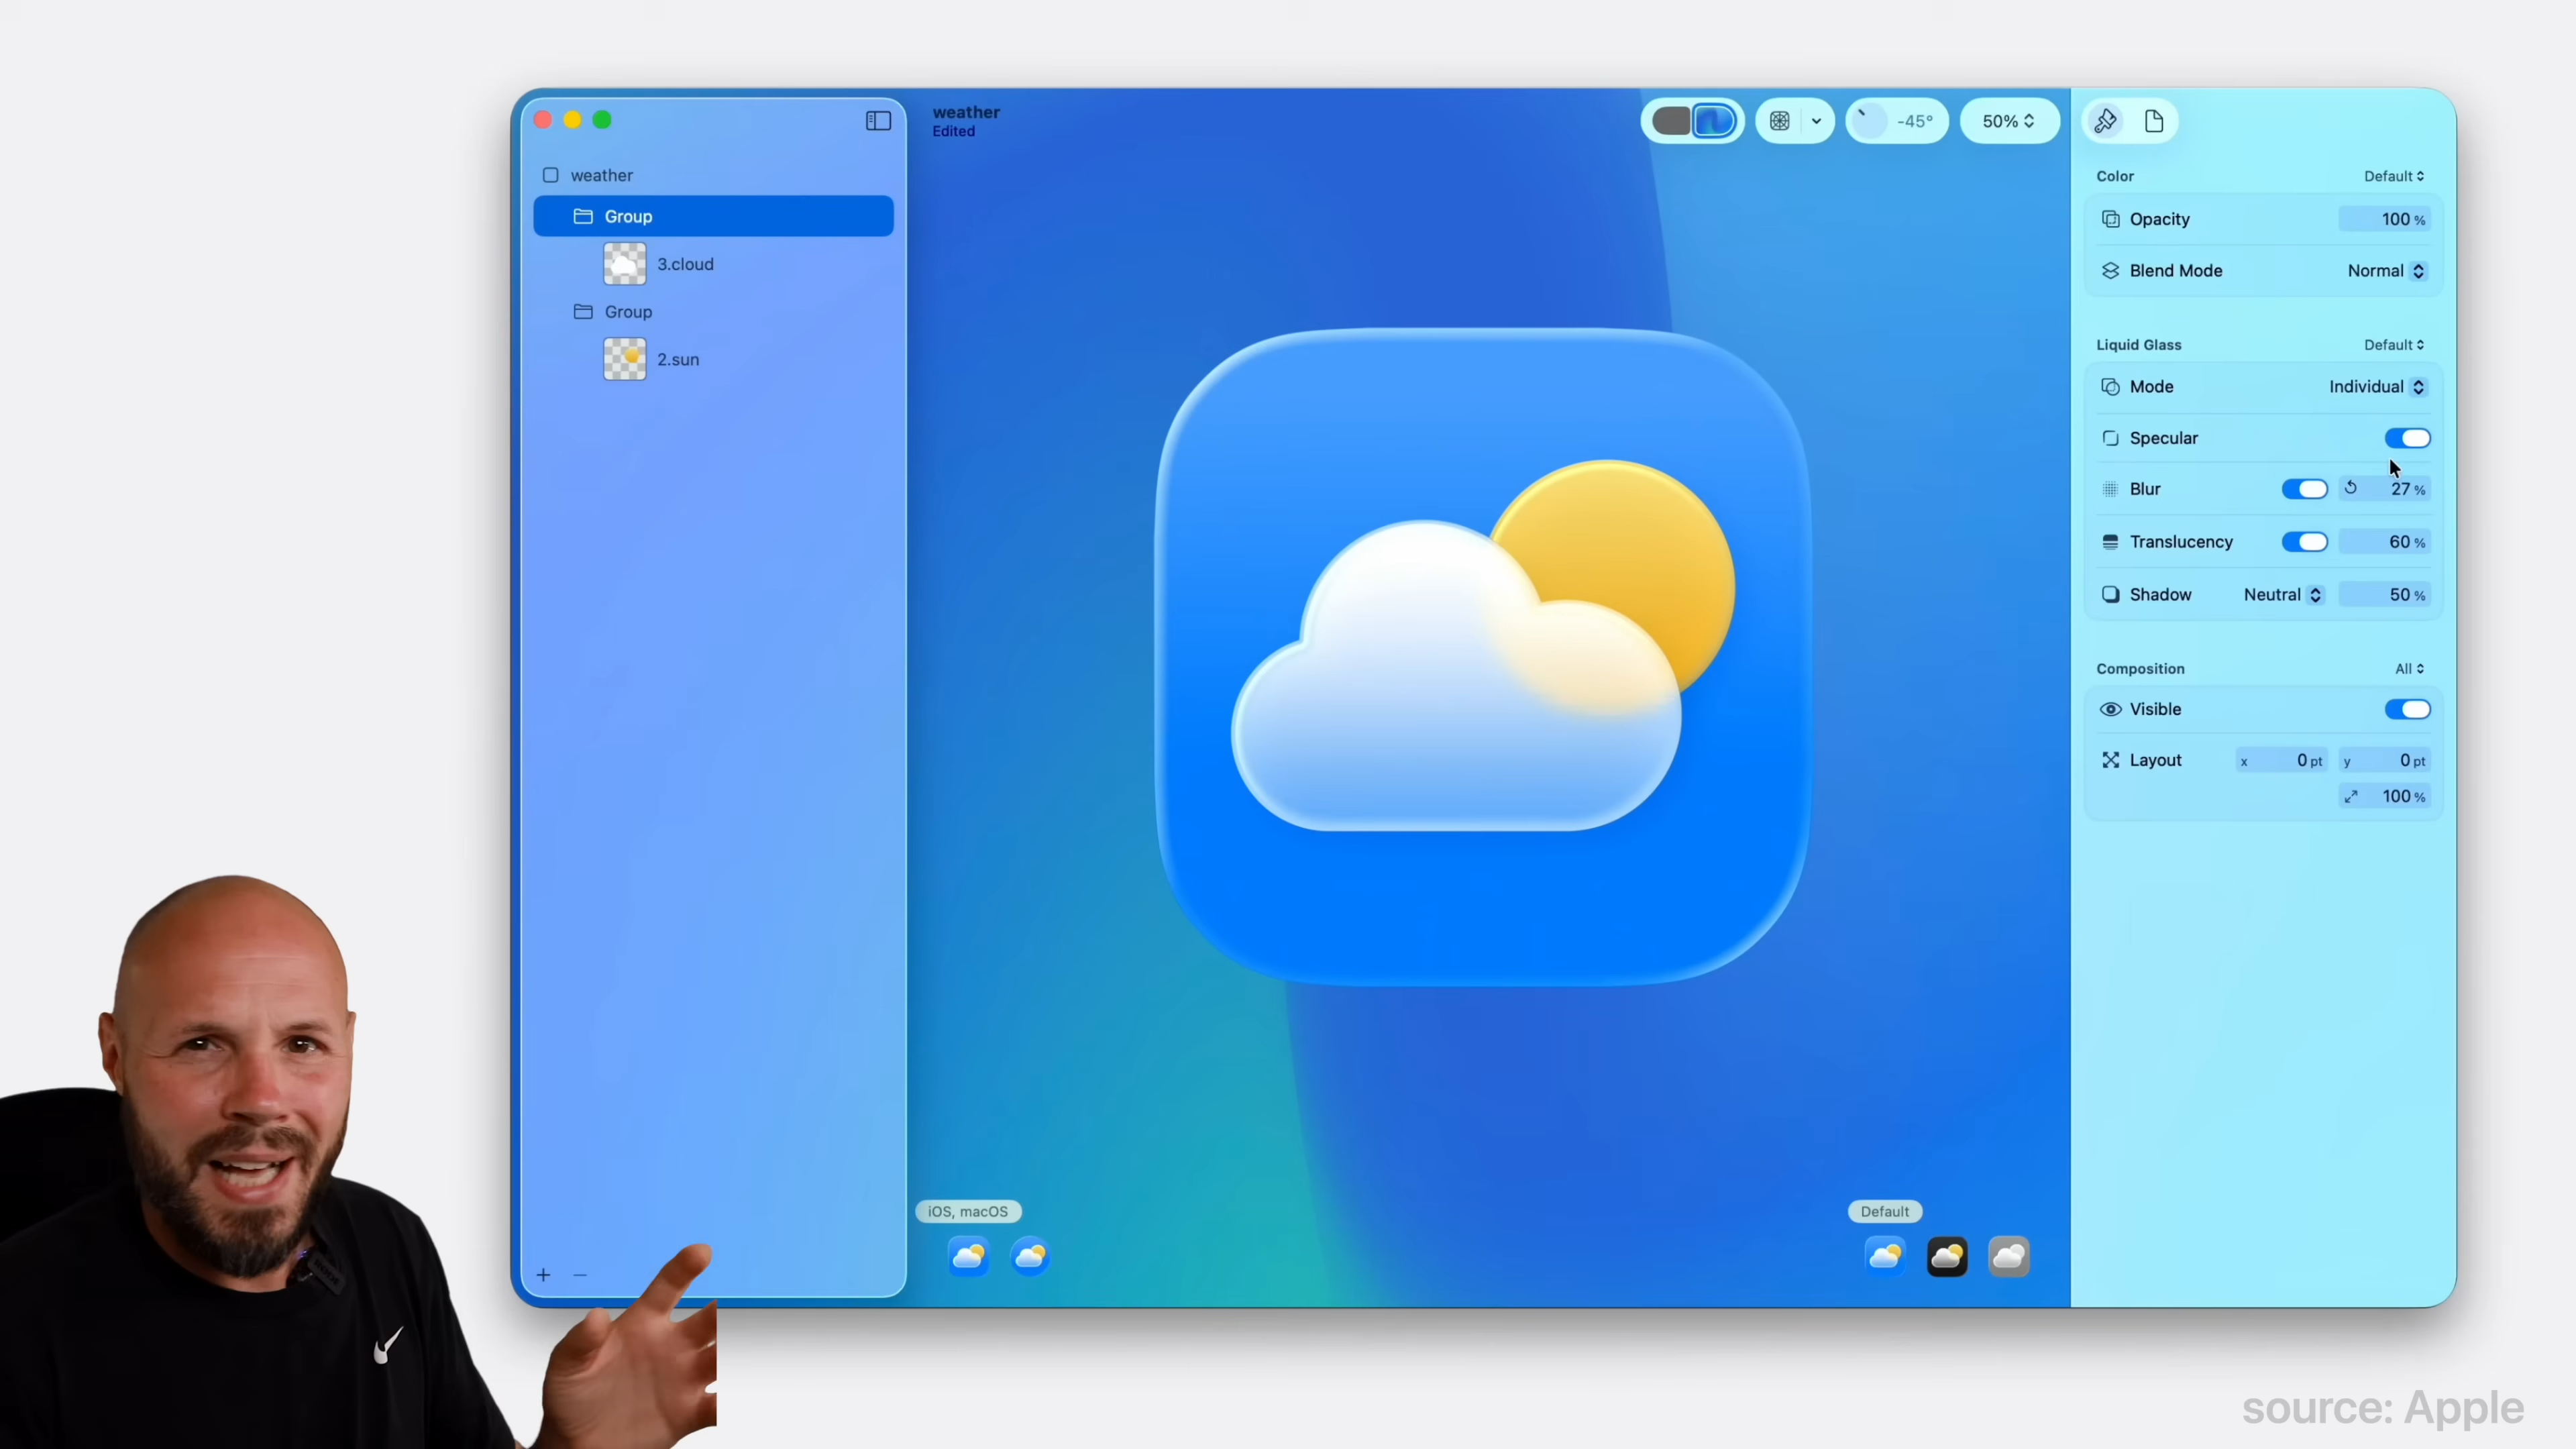 weather
Edited
-45°
50%
weather
Group
3.cloud
Group
2.sun
Color
Default
Opacity
100 %
Blend Mode
Normal
Liquid Glass
Default
Mode
Individual
Specular
Blur
27 %
Translucency
60 %
Shadow
Neutral
50 %
Composition
All
Visible
Layout
x 0 pt
y 0 pt
100 %
iOS, macOS
Default
source: Apple